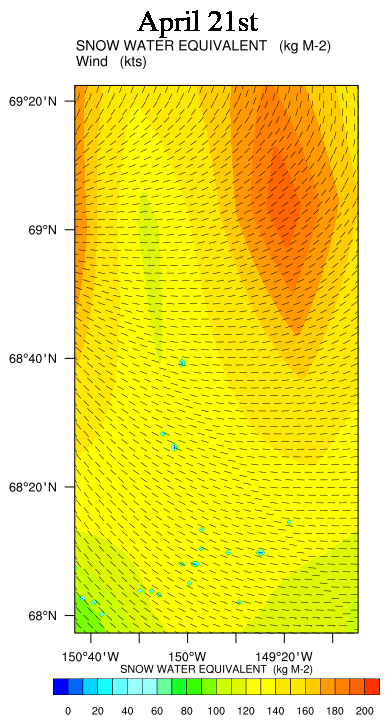 April 21st
SNOW WATER EQUIVALENT (kg M-2)
Wind (kts)
69°20'N
69°N
68°40'N
68°20'N
68°N
150°40'W 150°W 149°20'W
SNOW WATER EQUIVALENT (kg M-2)
0 20 40 60 80 100 120 140 160 180 200